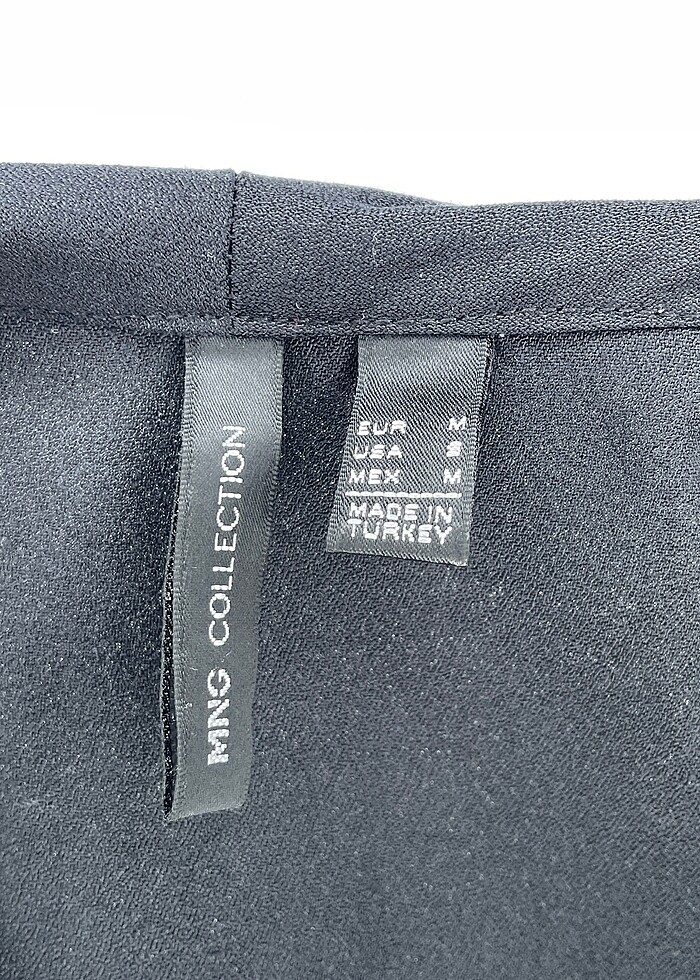 MNG COLLECTION
EUR M
USA S
MEX M
MADE IN
TURKEY